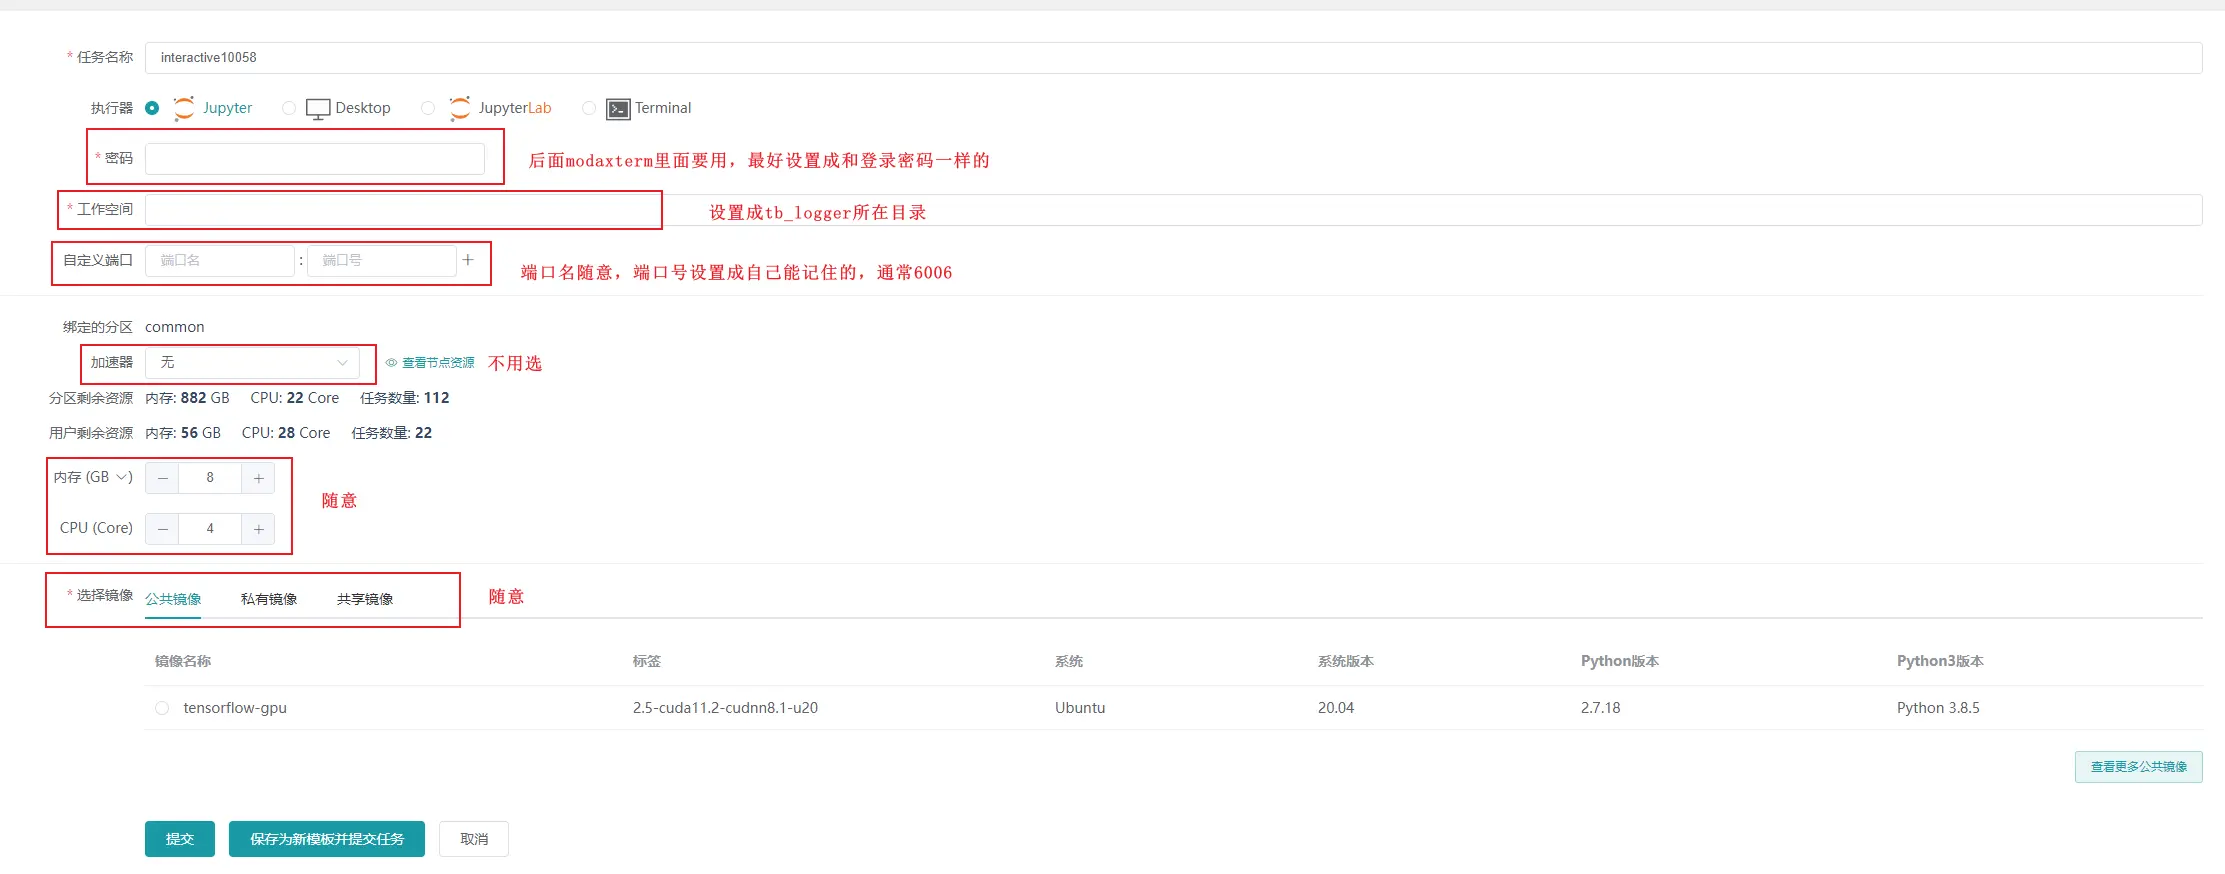 * 任务名称 interactive10058
执行器 Jupyter Desktop JupyterLab Terminal
* 密码 后面modaxterm里面要用，最好设置成和登录密码一样的
* 工作空间 设置成tb_logger所在目录
自定义端口 端口名 : 端口号 + 端口名随意，端口号设置成自己能记住的，通常6006
绑定的分区 common
加速器 无 查看节点资源 不用选
分区剩余资源 内存: 882 GB CPU: 22 Core 任务数量: 112
用户剩余资源 内存: 56 GB CPU: 28 Core 任务数量: 22
内存 (GB ) − 8 +
随意
CPU (Core) − 4 +
* 选择镜像 公共镜像 私有镜像 共享镜像 随意
镜像名称 标签 系统 系统版本 Python版本 Python3版本
tensorflow-gpu 2.5-cuda11.2-cudnn8.1-u20 Ubuntu 20.04 2.7.18 Python 3.8.5
查看更多公共镜像
提交 保存为新模板并提交任务 取消